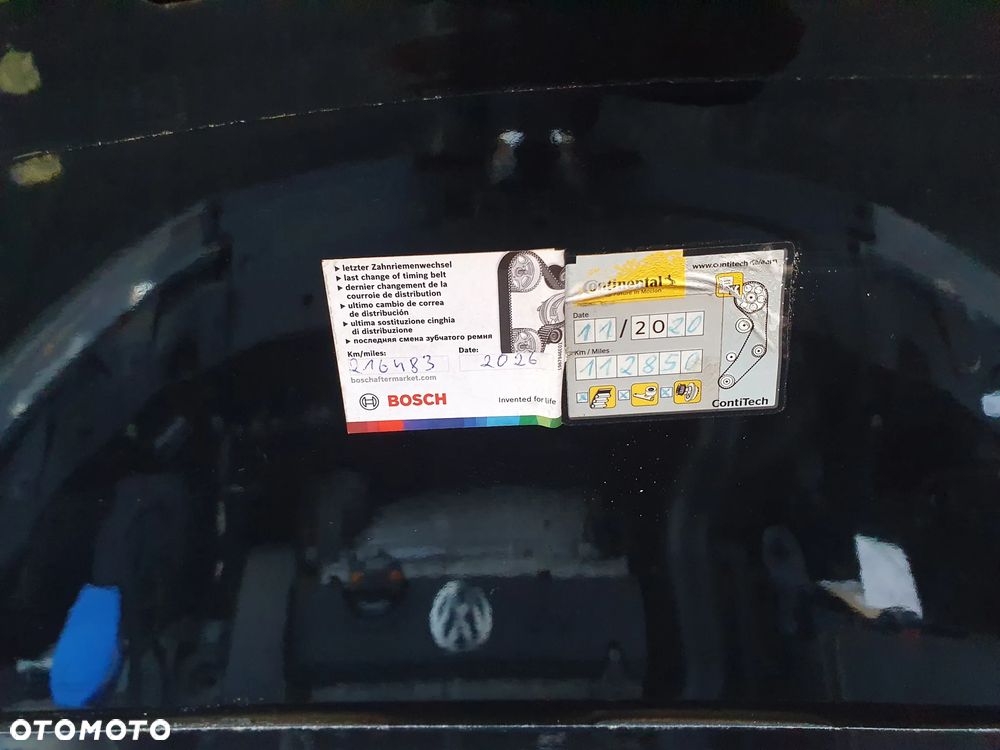 ▸ letzter Zahnriemenwechsel
▸ last change of timing belt
▸ dernier changement de la
courroie de distribution
▸ ultimo cambio de correa
de distribución
▸ ultima sostituzione cinghia
di distribuzione
▸ последняя смена зубчатого ремня
Km/miles: Date:
216483 2026
boschaftermarket.com
BOSCH Invented for life
Continental
www.contitech.de/aam
Date
11/2020
Km / Miles
112850
ContiTech
OTOMOTO